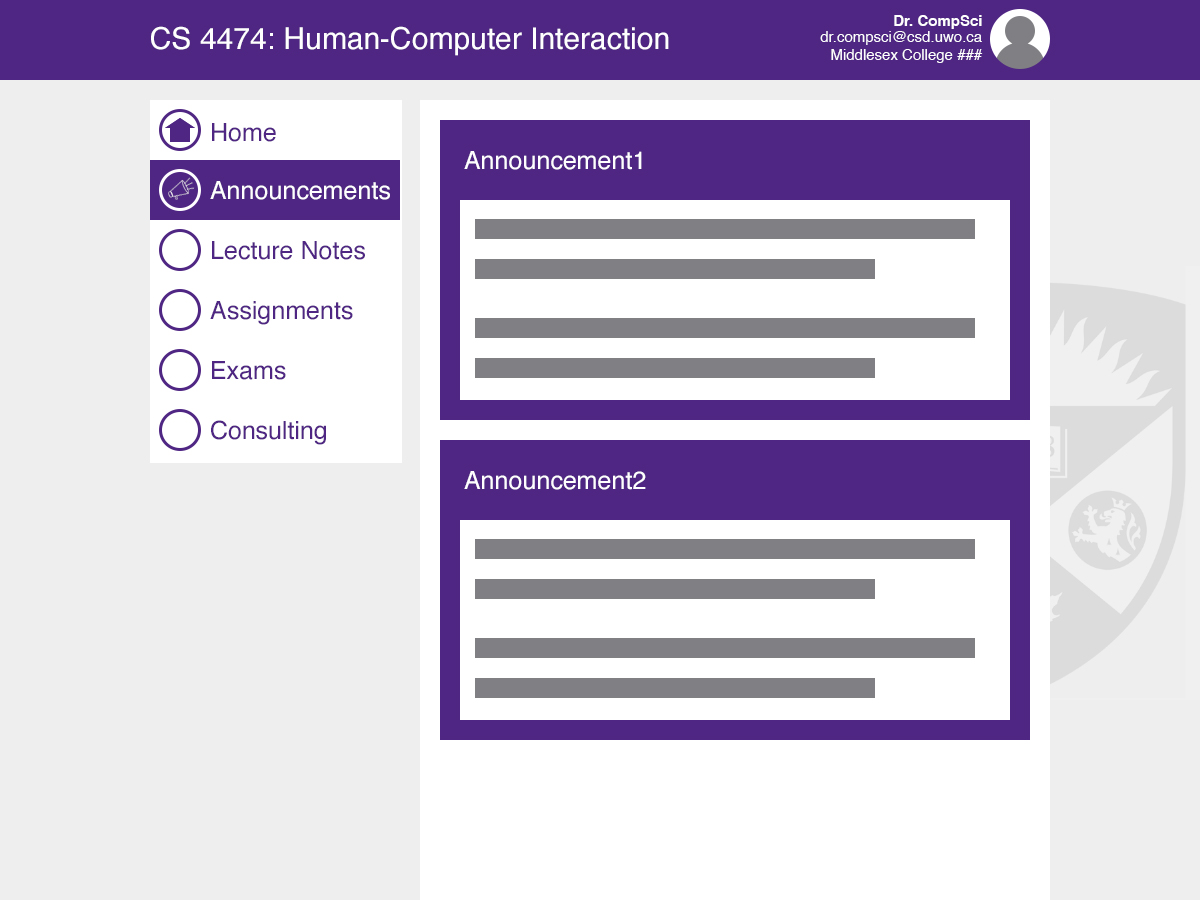 CS 4474: Human-Computer Interaction
Dr. CompSci
dr.compsci@csd.uwo.ca
Middlesex College ###
Home
Announcements
Lecture Notes
Assignments
Exams
Consulting
Announcement1
Announcement2